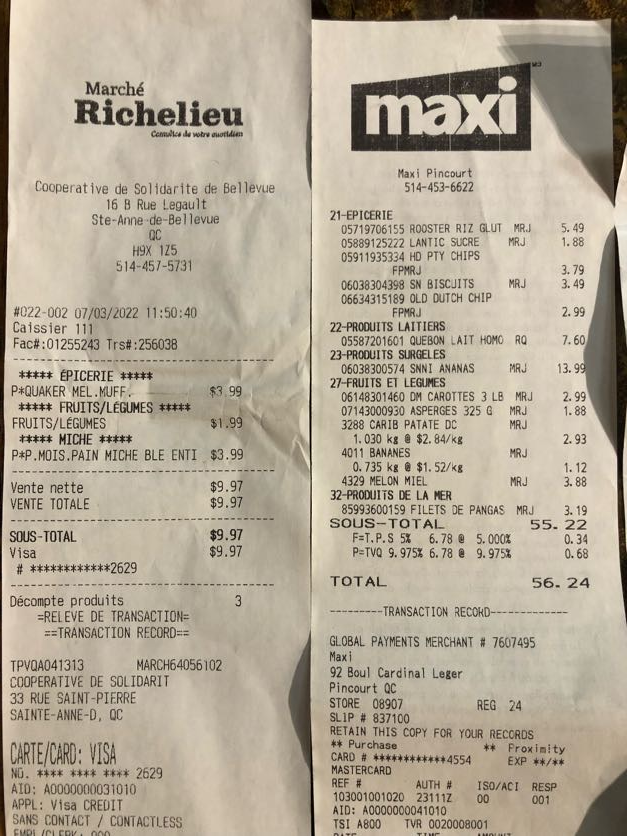 Marché
Richelieu
Complice de votre quotidien
Cooperative de Solidarite de Bellevue
16 B Rue Legault
Ste-Anne-de-Bellevue
QC
H9X 1Z5
514-457-5731
#022-002 07/03/2022 11:50:40
Caissier 111
Fac#:01255243 Trs#:256038
***** ÉPICERIE *****
P*QUAKER MEL.MUFF. $3.99
***** FRUITS/LÉGUMES *****
FRUITS/LÉGUMES $1.99
***** MICHE *****
P*P.MOIS.PAIN MICHE BLE ENTI $3.99
Vente nette $9.97
VENTE TOTALE $9.97
SOUS-TOTAL $9.97
Visa $9.97
# ************2629
Décompte produits 3
=RELEVE DE TRANSACTION=
==TRANSACTION RECORD==
TPVQA041313 MARCH64056102
COOPERATIVE DE SOLIDARIT
33 RUE SAINT-PIERRE
SAINTE-ANNE-D, QC
CARTE/CARD: VISA
NO. **** **** **** 2629
AID: A0000000031010
APPL: Visa CREDIT
SANS CONTACT / CONTACTLESS
EMPL/CLERK: 000
maxi
MD
Maxi Pincourt
514-453-6622
21-EPICERIE
05719706155 ROOSTER RIZ GLUT MRJ 5.49
05889125222 LANTIC SUCRE MRJ 1.88
05911935334 HD PTY CHIPS
FPMRJ 3.79
06038304398 SN BISCUITS MRJ 3.49
06634315189 OLD DUTCH CHIP
FPMRJ 2.99
22-PRODUITS LAITIERS
05587201601 QUEBON LAIT HOMO RQ 7.60
23-PRODUITS SURGELES
06038300574 SNNI ANANAS MRJ 13.99
27-FRUITS ET LEGUMES
06148301460 DM CAROTTES 3 LB MRJ 2.99
07143000930 ASPERGES 325 G MRJ 1.88
3288 CARIB PATATE DC MRJ
1.030 kg @ $2.84/kg 2.93
4011 BANANES MRJ
0.735 kg @ $1.52/kg 1.12
4329 MELON MIEL MRJ 3.88
32-PRODUITS DE LA MER
85993600159 FILETS DE PANGAS MRJ 3.19
SOUS-TOTAL 55.22
F=T.P.S 5% 6.78 @ 5.000% 0.34
P=TVQ 9.975% 6.78 @ 9.975% 0.68
TOTAL 56.24
----------TRANSACTION RECORD----------
GLOBAL PAYMENTS MERCHANT # 7607495
Maxi
92 Boul Cardinal Leger
Pincourt QC
STORE 08907 REG 24
SLIP # 837100
RETAIN THIS COPY FOR YOUR RECORDS
** Purchase ** Proximity
CARD # ************4554 EXP **/**
MASTERCARD
REF # AUTH # ISO/ACI RESP
103001001020 23111Z 00 001
AID: A0000000041010
TSI A800 TVR 0020008001
DATE TIME AMOUNT